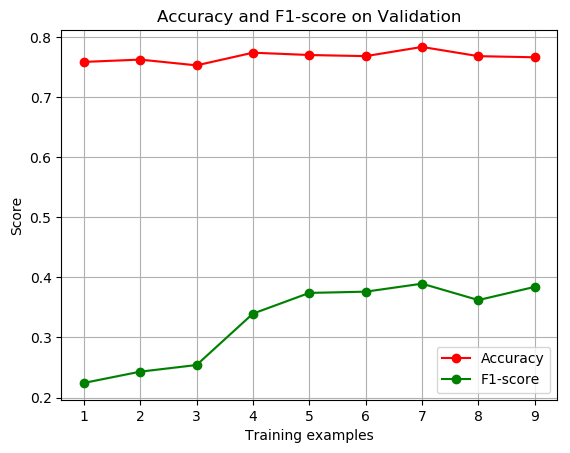 Accuracy and F1-score on Validation
Score
0.8
0.7
0.6
0.5
0.4
0.3
0.2
1 2 3 4 5 6 7 8 9
Training examples
Accuracy
F1-score